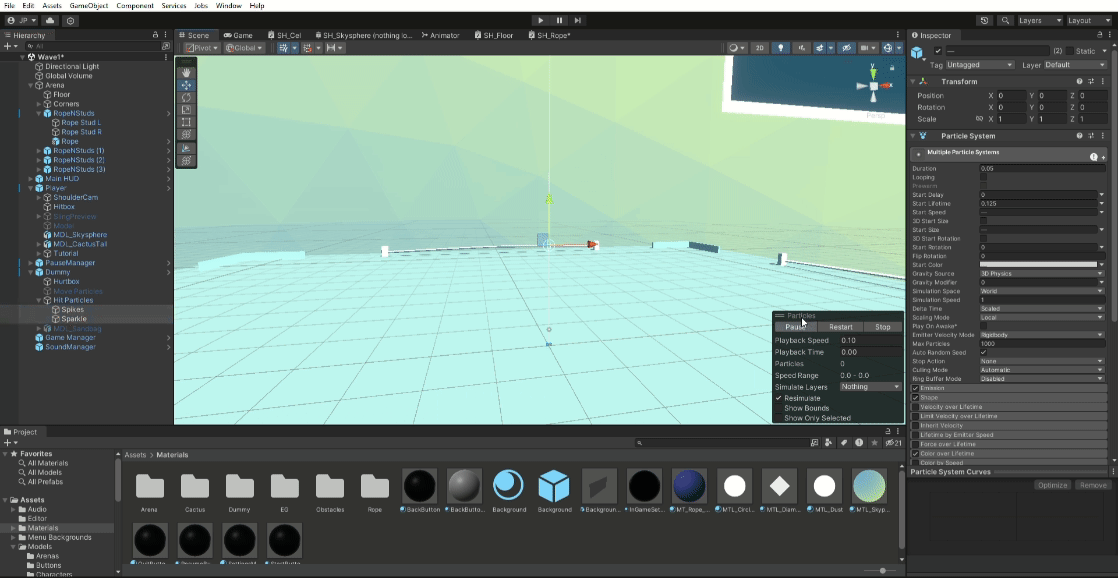 File Edit Assets GameObject Component Services Jobs Window Help
JP
Layers Layout
Hierarchy
All
Wave1*
Directional Light
Global Volume
Arena
Floor
Corners
RopeNStuds
Rope Stud L
Rope Stud R
Rope
RopeNStuds (1)
RopeNStuds (2)
RopeNStuds (3)
Main HUD
Player
ShoulderCam
Hitbox
SlingPreview
Model
MDL_Skysphere
MDL_CactusTall
Tutorial
PauseManager
Dummy
Hurtbox
Move Particles
Hit Particles
Spikes
Sparkle
MDL_Sandbag
Game Manager
SoundManager
Scene Game SH_Cel SH_Skysphere (nothing lo... Animator SH_Floor SH_Rope*
Pivot Global
2D
y
Persp
Particles
Pause Restart Stop
Playback Speed 0.10
Playback Time 0.00
Particles 0
Speed Range 0.0 - 0.0
Simulate Layers Nothing
Resimulate
Show Bounds
Show Only Selected
Inspector
— (2) Static
Tag Untagged Layer Default
Transform
Position X 0 Y 0 Z 0
Rotation X 0 Y 0 Z 0
Scale X 1 Y 1 Z 1
Particle System
Multiple Particle Systems
Duration 0.05
Looping
Prewarm
Start Delay 0
Start Lifetime 0.125
Start Speed —
3D Start Size
Start Size —
3D Start Rotation
Start Rotation 0
Flip Rotation 0
Start Color
Gravity Source 3D Physics
Gravity Modifier 0
Simulation Space World
Simulation Speed 1
Delta Time Scaled
Scaling Mode Local
Play On Awake*
Emitter Velocity Mode Rigidbody
Max Particles 1000
Auto Random Seed
Stop Action None
Culling Mode Automatic
Ring Buffer Mode Disabled
Emission
Shape
Velocity over Lifetime
Limit Velocity over Lifetime
Inherit Velocity
Lifetime by Emitter Speed
Force over Lifetime
Color over Lifetime
Color by Speed
Particle System Curves
Optimize Remove
Project
21
Favorites
All Materials
All Models
All Prefabs
Assets
Audio
Editor
Materials
Menu Backgrounds
Models
Arenas
Buttons
Characters
Assets > Materials
Arena Cactus Dummy EG Obstacles Rope BackButton BackButto... Background Background Backgroun... InGameSet... MT_Rope_... MTL_Circl... MTL_Diam... MTL_Dust MTL_Skyp...